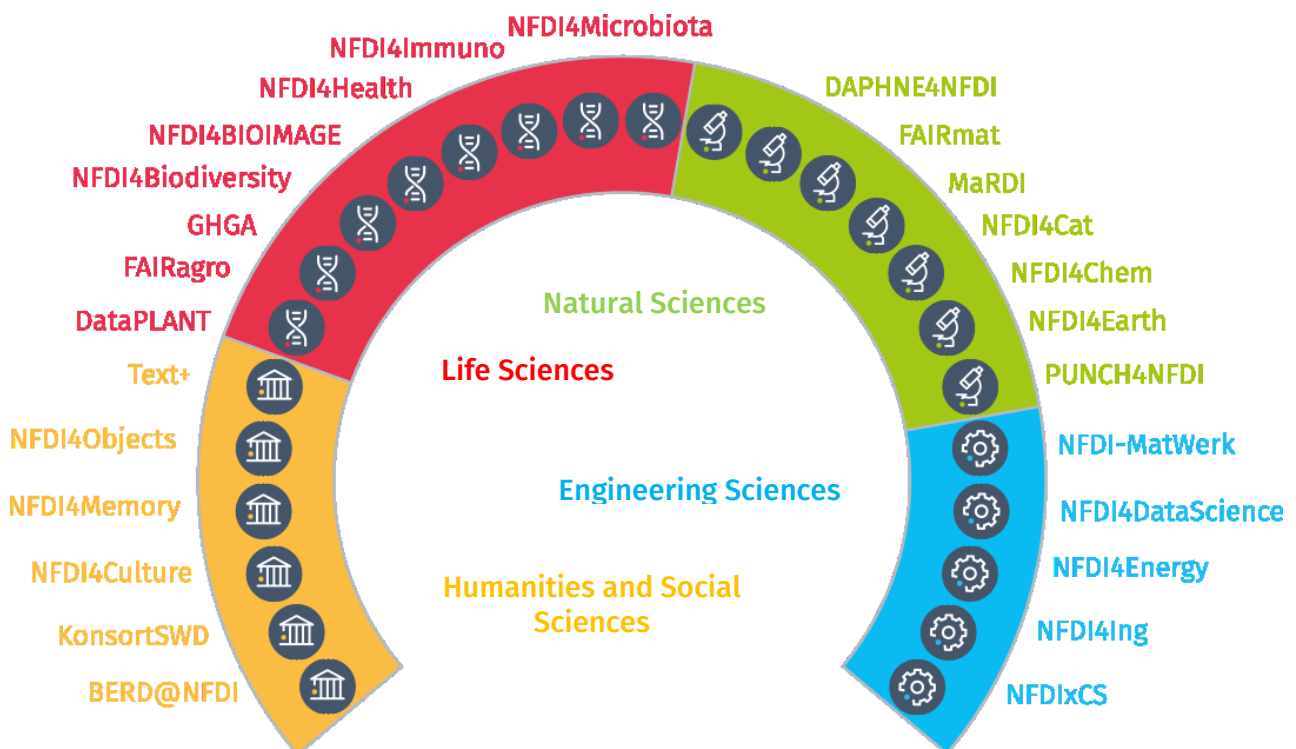 NFDI4Microbiota
NFDI4Immuno
NFDI4Health
NFDI4BIOIMAGE
NFDI4Biodiversity
GHGA
FAIRagro
DataPLANT
Text+
NFDI4Objects
NFDI4Memory
NFDI4Culture
KonsortSWD
BERD@NFDI
DAPHNE4NFDI
FAIRmat
MaRDI
NFDI4Cat
NFDI4Chem
NFDI4Earth
PUNCH4NFDI
NFDI-MatWerk
NFDI4DataScience
NFDI4Energy
NFDI4Ing
NFDIxCS
Natural Sciences
Life Sciences
Engineering Sciences
Humanities and Social
Sciences